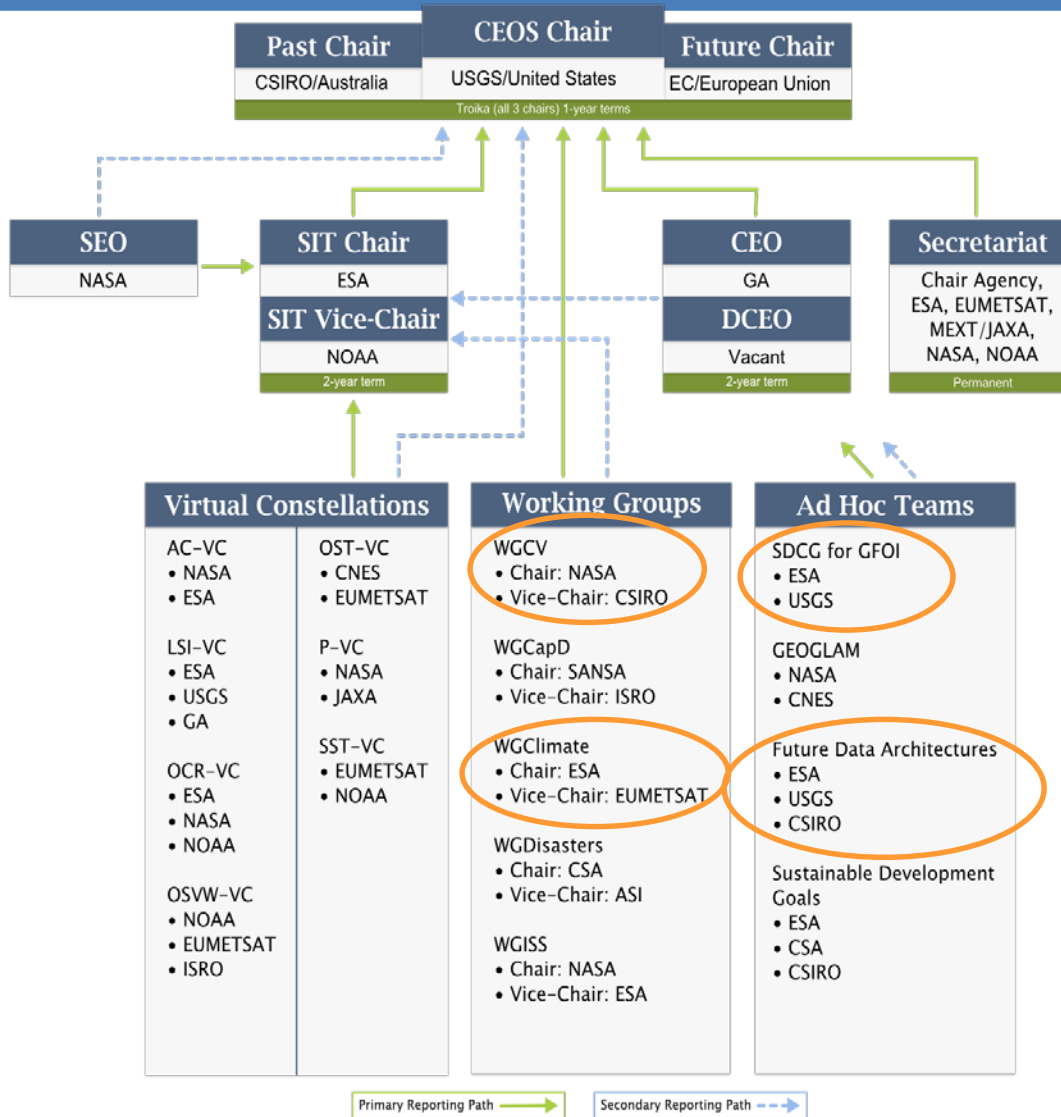 Past Chair
CSIRO/Australia
CEOS Chair
USGS/United States
Future Chair
EC/European Union
Troika (all 3 chairs) 1-year terms
SEO
NASA
SIT Chair
ESA
SIT Vice-Chair
NOAA
2-year term
CEO
GA
DCEO
Vacant
2-year term
Secretariat
Chair Agency,
ESA, EUMETSAT,
MEXT/JAXA,
NASA, NOAA
Permanent
Virtual Constellations
AC-VC
• NASA
• ESA
LSI-VC
• ESA
• USGS
• GA
OCR-VC
• ESA
• NASA
• NOAA
OSVW-VC
• NOAA
• EUMETSAT
• ISRO
OST-VC
• CNES
• EUMETSAT
P-VC
• NASA
• JAXA
SST-VC
• EUMETSAT
• NOAA
Working Groups
WGCV
• Chair: NASA
• Vice-Chair: CSIRO
WGCapD
• Chair: SANSA
• Vice-Chair: ISRO
WGClimate
• Chair: ESA
• Vice-Chair: EUMETSAT
WGDisasters
• Chair: CSA
• Vice-Chair: ASI
WGISS
• Chair: NASA
• Vice-Chair: ESA
Ad Hoc Teams
SDCG for GFOI
• ESA
• USGS
GEOGLAM
• NASA
• CNES
Future Data Architectures
• ESA
• USGS
• CSIRO
Sustainable Development
Goals
• ESA
• CSA
• CSIRO
Primary Reporting Path
Secondary Reporting Path